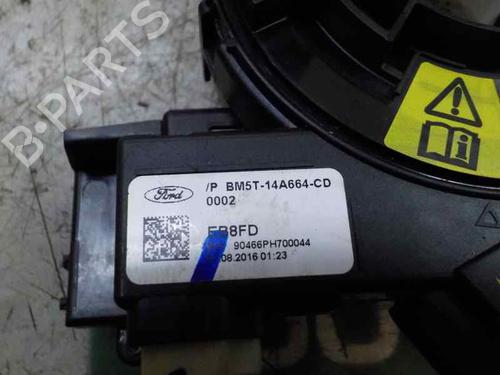 B-PARTS
Ford
/P BM5T-14A664-CD
0002
EB8FD
90466PH700044
.08.2016 01:23